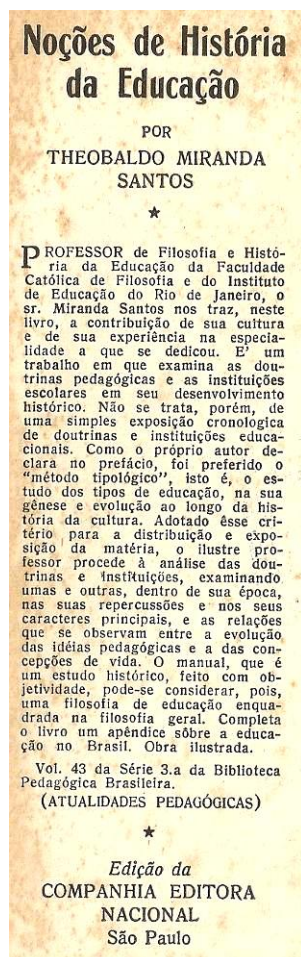 Noções de História
da Educação
POR
THEOBALDO MIRANDA
SANTOS
★
PROFESSOR de Filosofia e Histó-
ria da Educação da Faculdade
Católica de Filosofia e do Instituto
de Educação do Rio de Janeiro, o
sr. Miranda Santos nos traz, neste
livro, a contribuição de sua cultura
e de sua experiência na especia-
lidade a que se dedicou. E' um
trabalho em que examina as dou-
trinas pedagógicas e as instituições
escolares em seu desenvolvimento
histórico. Não se trata, porém, de
uma simples exposição cronologica
de doutrinas e instituições educa-
cionais. Como o próprio autor de-
clara no prefácio, foi preferido o
"método tipológico", isto é, o es-
tudo dos tipos de educação, na sua
gênese e evolução ao longo da his-
tória da cultura. Adotado êsse cri-
tério para a distribuição e expo-
sição da matéria, o ilustre pro-
fessor procede à análise das dou-
trinas e instituições, examinando
umas e outras, dentro de sua época,
nas suas repercussões e nos seus
caracteres principais, e as relações
que se observam entre a evolução
das idéias pedagógicas e a das con-
cepções de vida. O manual, que é
um estudo histórico, feito com ob-
jetividade, pode-se considerar, pois,
uma filosofia de educação enqua-
drada na filosofia geral. Completa
o livro um apêndice sôbre a educa-
ção no Brasil. Obra ilustrada.
Vol. 43 da Série 3.a da Biblioteca
Pedagógica Brasileira.
(ATUALIDADES PEDAGÓGICAS)
★
Edição da
COMPANHIA EDITORA
NACIONAL
São Paulo